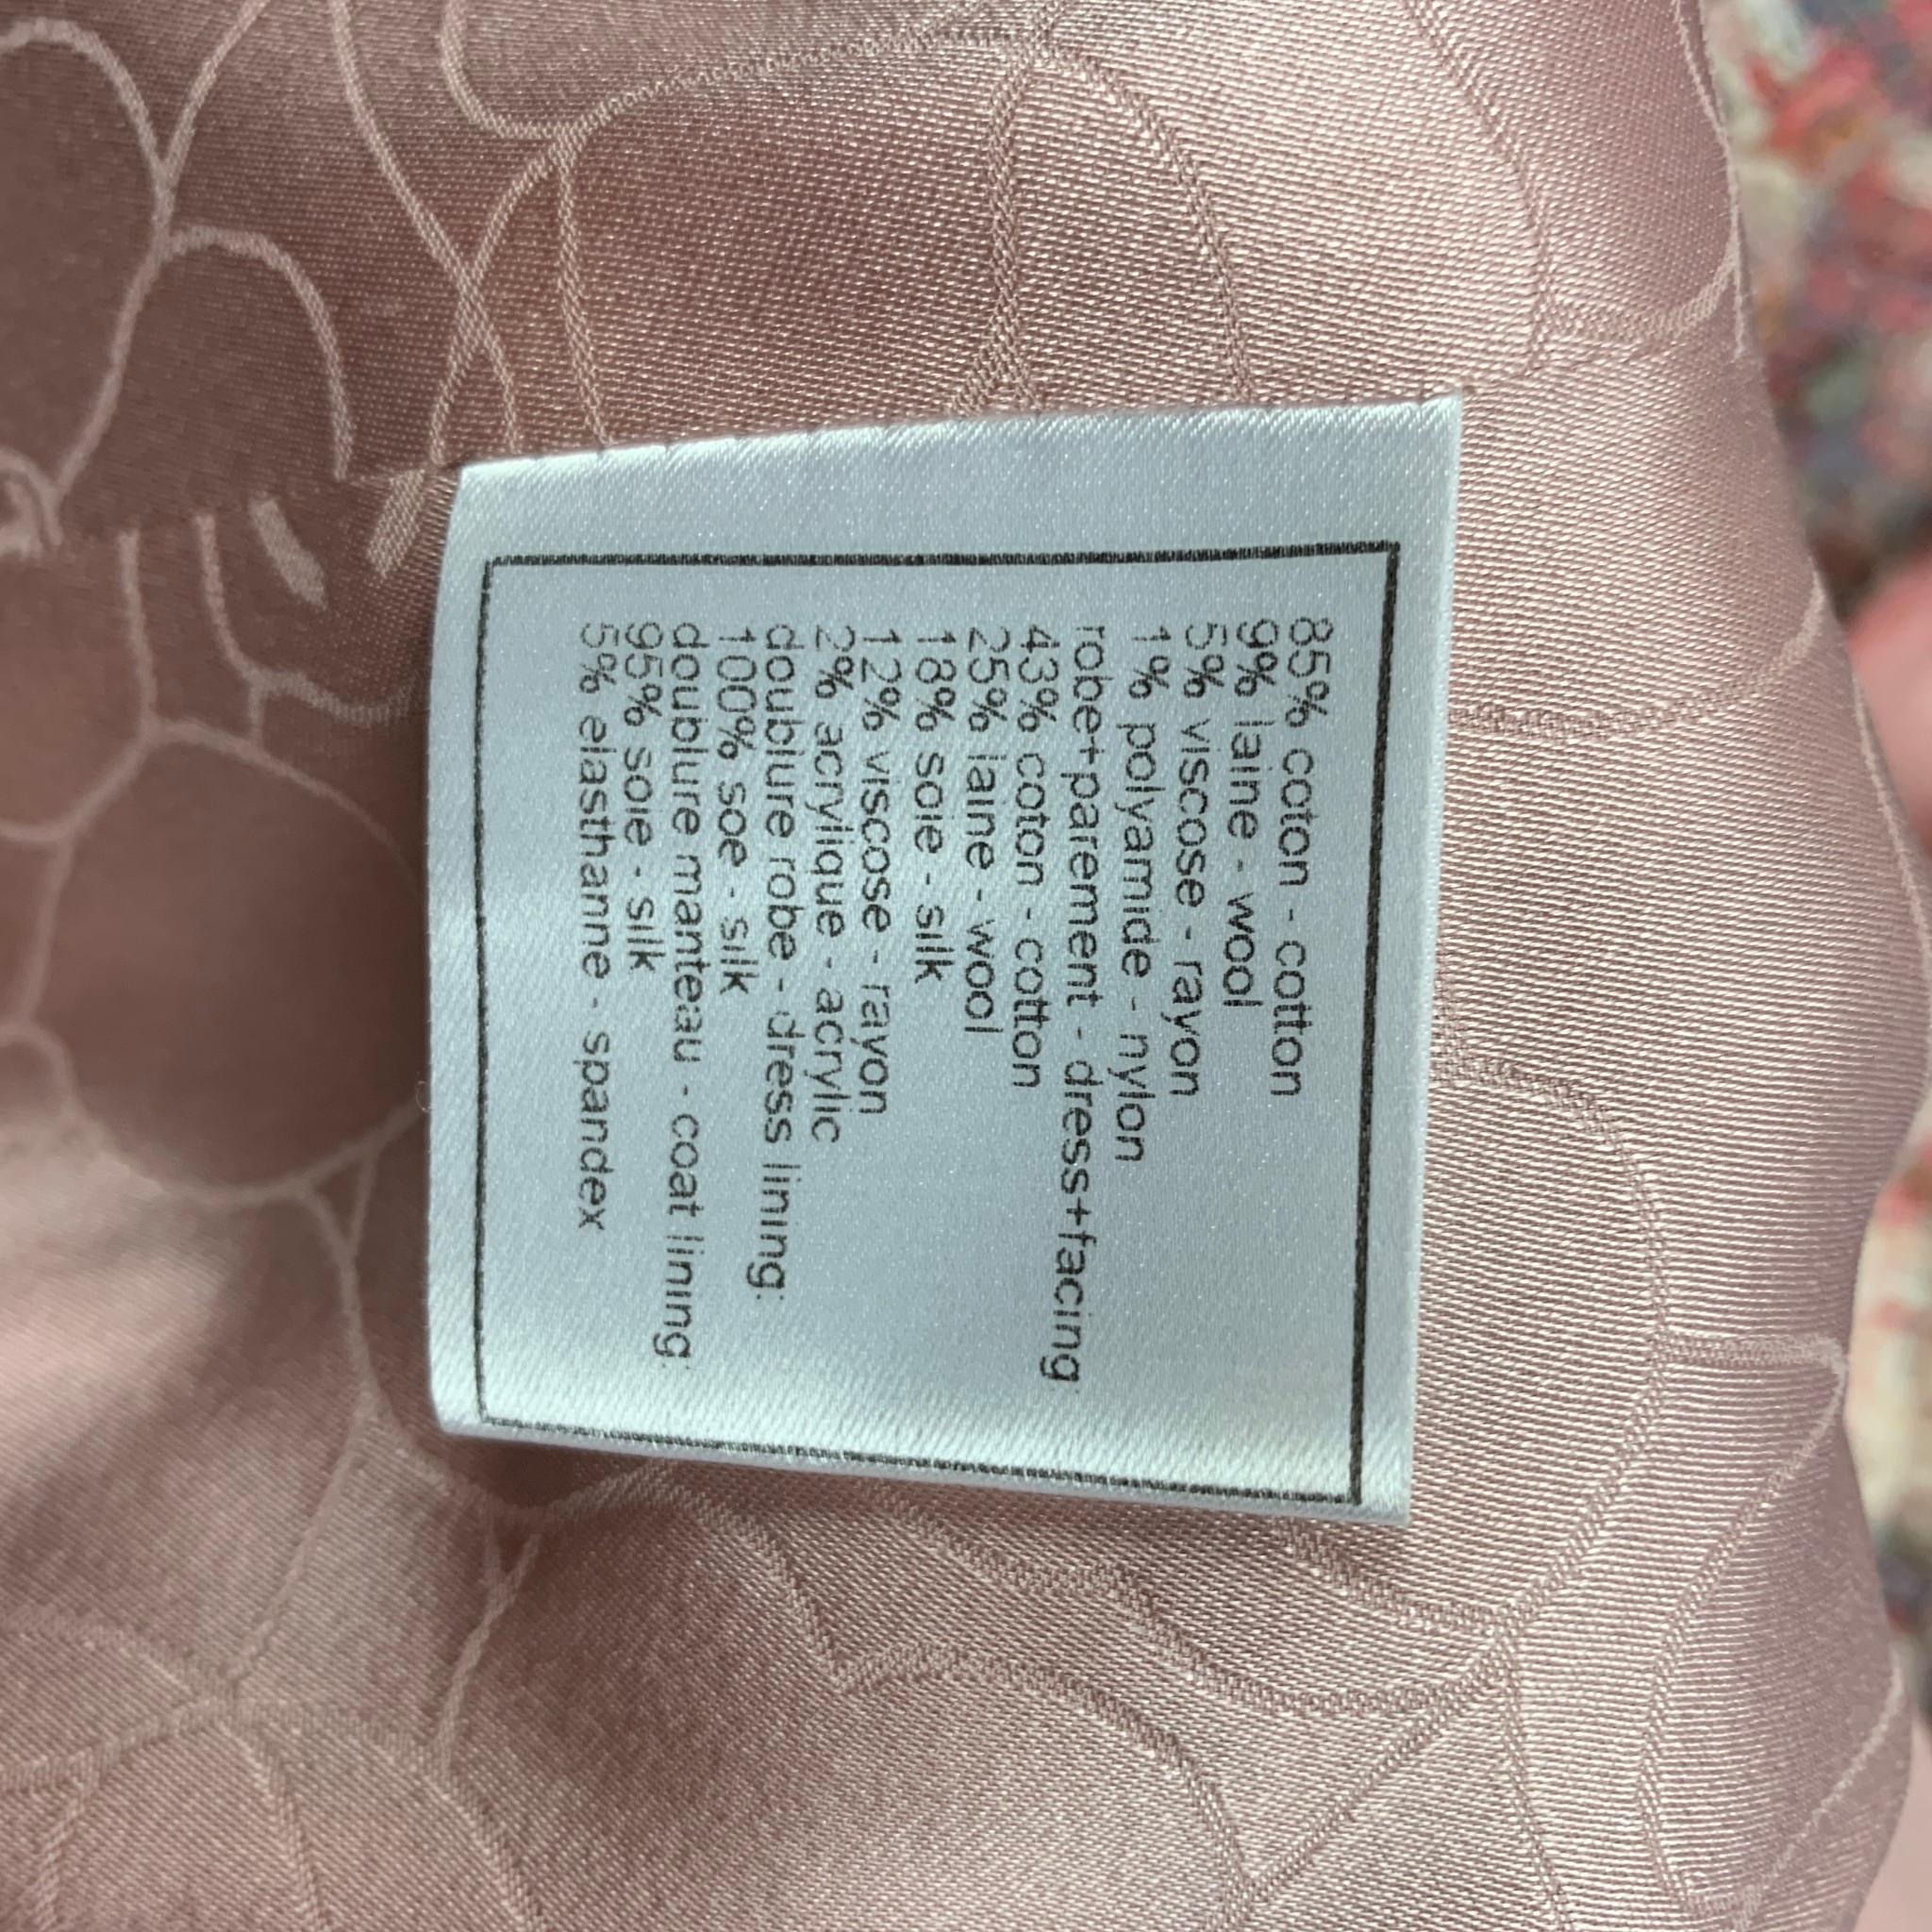 85% coton - cotton
9% laine - wool
5% viscose - rayon
1% polyamide - nylon
robe+parement - dress+facing
43% coton - cotton
25% laine - wool
18% soie - silk
12% viscose - rayon
2% acrylique - acrylic
doublure robe - dress lining:
100% soe - silk
doublure manteau - coat lining:
95% soie - silk
5% elasthanne - spandex